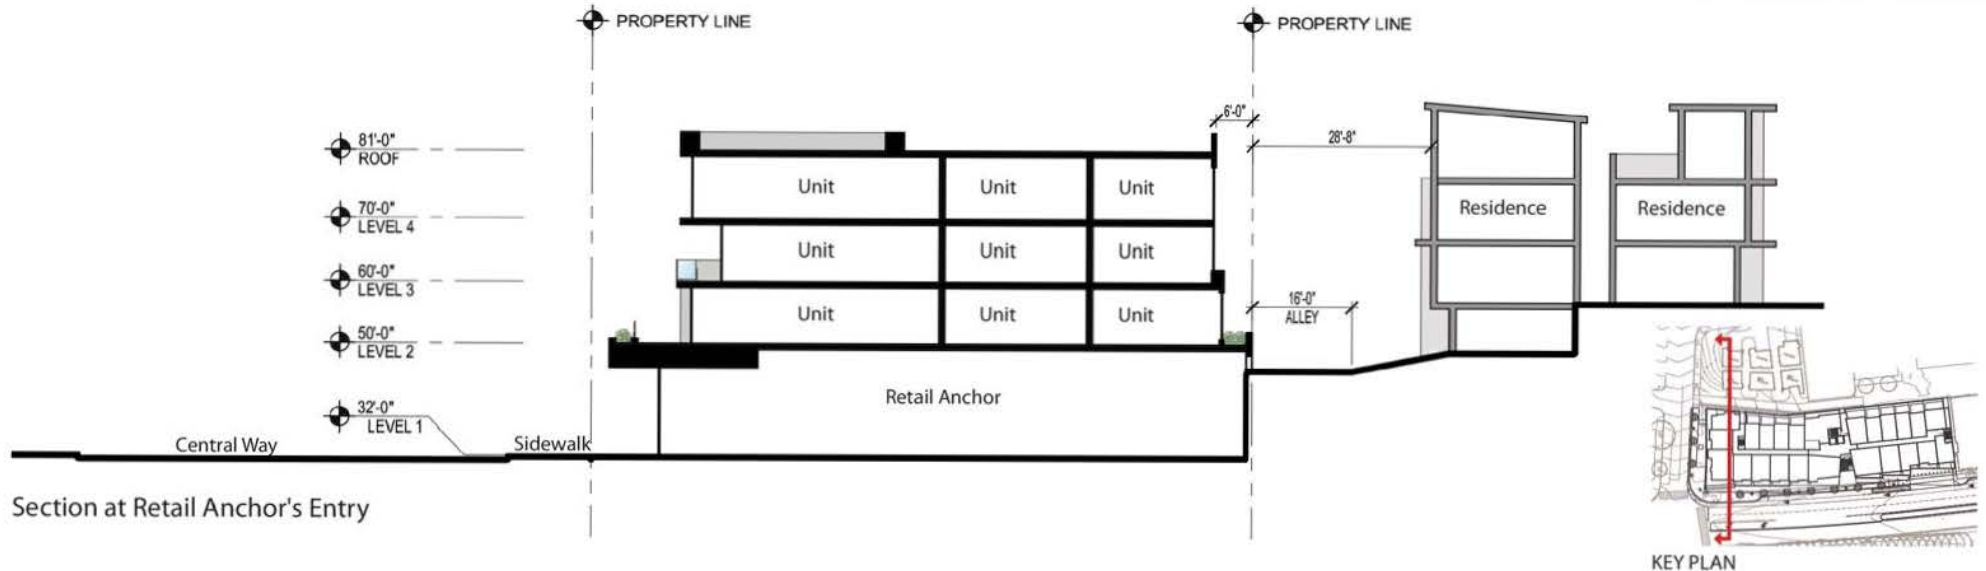 PROPERTY LINE
PROPERTY LINE
6'-0"
28'-8"
81'-0"
ROOF
Unit Unit Unit
70'-0"
LEVEL 4
Residence Residence
Unit Unit Unit
60'-0"
LEVEL 3
16'-0"
ALLEY
Unit Unit Unit
50'-0"
LEVEL 2
Retail Anchor
32'-0"
LEVEL 1
Central Way
Sidewalk
Section at Retail Anchor's Entry
KEY PLAN